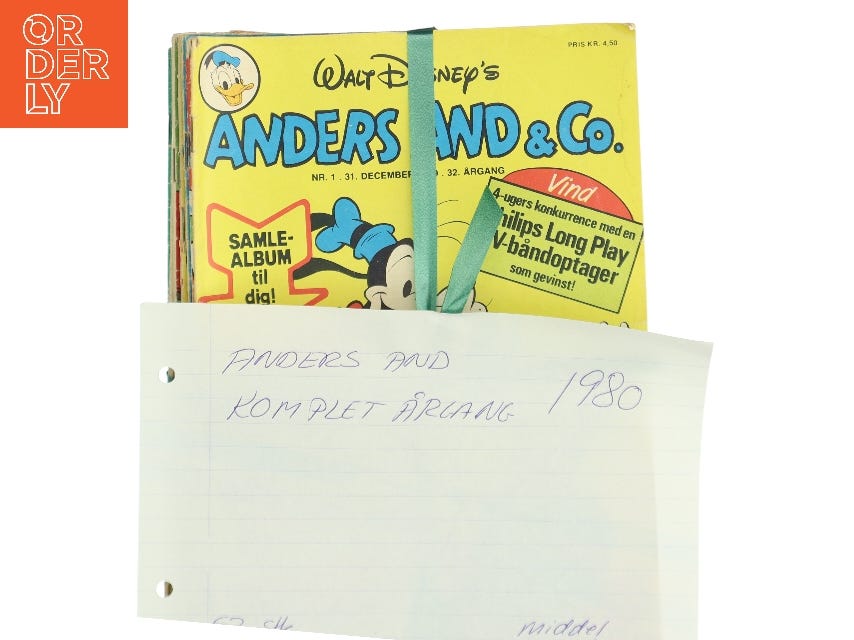 OR
DER
LY
PRIS KR. 4,50
WALT DISNEY'S
ANDERS AND & CO.
NR. 1 . 31. DECEMBER 9 . 32. ÅRGANG
Vind
4-ugers konkurrence med en
hilips Long Play
V-båndoptager
som gevinst!
SAMLE-
ALBUM
til
dig!
ANDERS AND
KOMPLET ÅRGANG 1980
middel